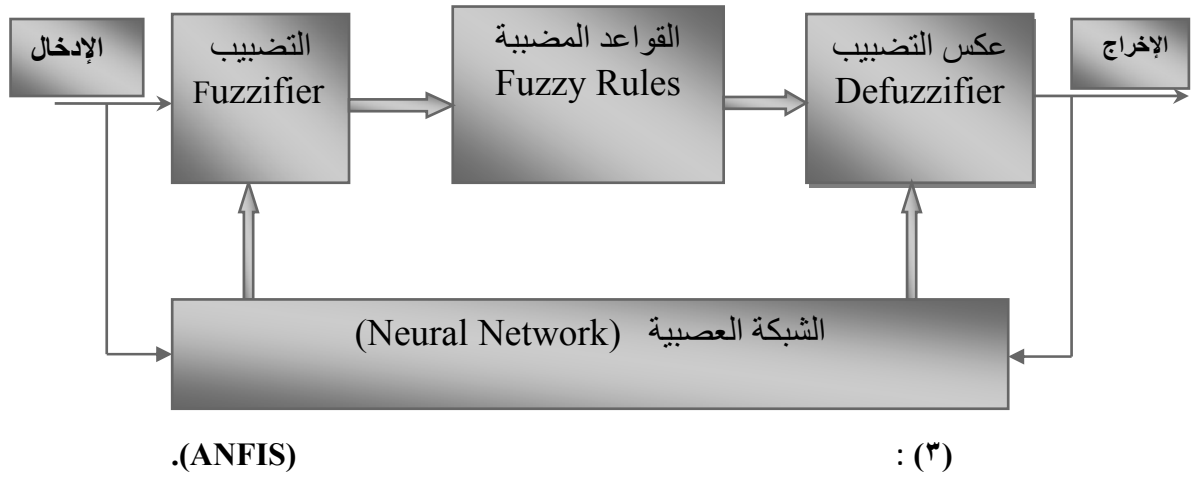 الإدخال
التضبيب
Fuzzifier
القواعد المضببة
Fuzzy Rules
عكس التضبيب
Defuzzifier
الإخراج
الشبكة العصبية (Neural Network)
(٣) : (ANFIS).